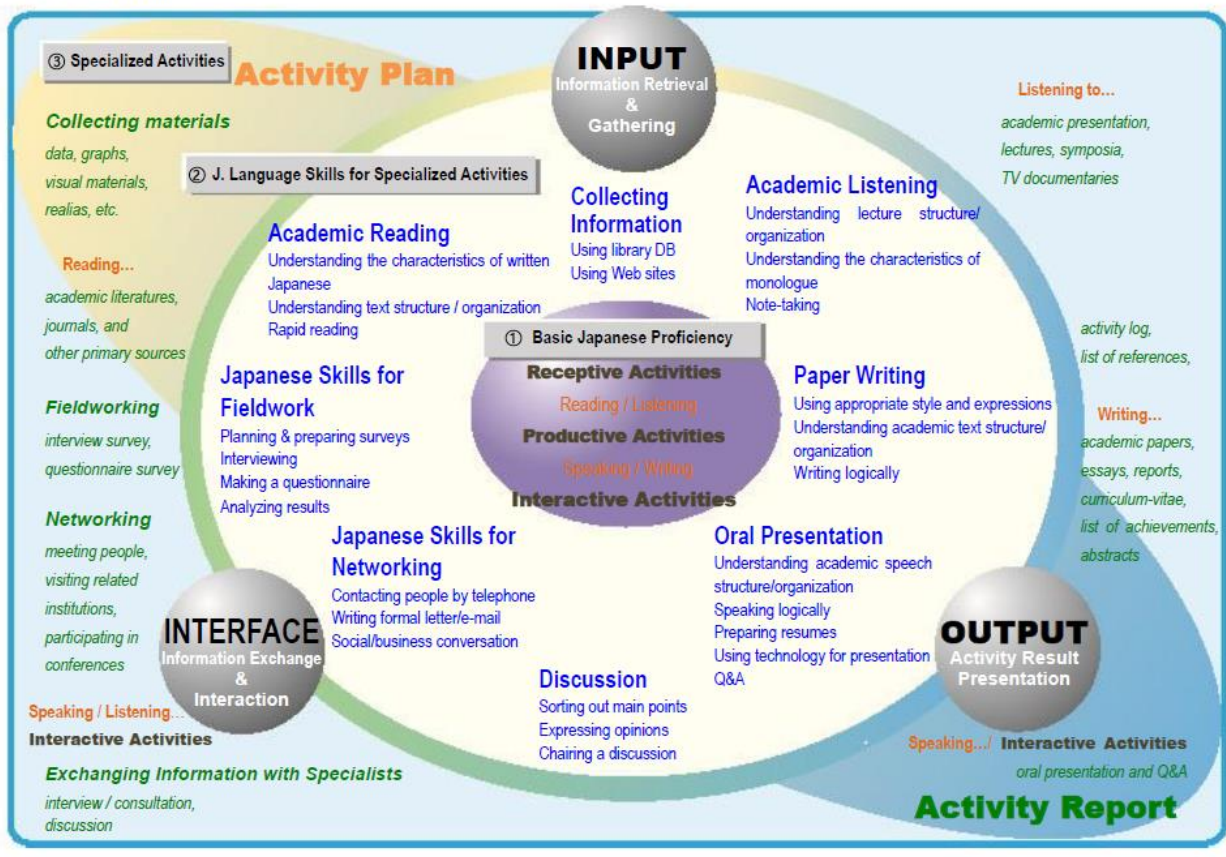 ③ Specialized Activities
Activity Plan
Collecting materials
data, graphs,
visual materials,
realias, etc.
Reading...
academic literatures,
journals, and
other primary sources
Fieldworking
interview survey,
questionnaire survey
Networking
meeting people,
visiting related
institutions,
participating in
conferences
INPUT
Information Retrieval
&
Gathering
Listening to...
academic presentation,
lectures, symposia,
TV documentaries
② J. Language Skills for Specialized Activities
Academic Reading
Understanding the characteristics of written
Japanese
Understanding text structure / organization
Rapid reading
Collecting
Information
Using library DB
Using Web sites
Academic Listening
Understanding lecture structure/
organization
Understanding the characteristics of
monologue
Note-taking
① Basic Japanese Proficiency
Receptive Activities
Reading / Listening
Productive Activities
Speaking / Writing
Interactive Activities
Japanese Skills for
Fieldwork
Planning & preparing surveys
Interviewing
Making a questionnaire
Analyzing results
Paper Writing
Using appropriate style and expressions
Understanding academic text structure/
organization
Writing logically
activity log,
list of references,
Writing...
academic papers,
essays, reports,
curriculum-vitae,
list of achievements,
abstracts
Japanese Skills for
Networking
Contacting people by telephone
Writing formal letter/e-mail
Social/business conversation
Oral Presentation
Understanding academic speech
structure/organization
Speaking logically
Preparing resumes
Using technology for presentation
Q&A
Discussion
Sorting out main points
Expressing opinions
Chairing a discussion
INTERFACE
Information Exchange
&
Interaction
OUTPUT
Activity Result
Presentation
Speaking / Listening...
Interactive Activities
Exchanging Information with Specialists
interview / consultation,
discussion
Speaking.../ Interactive Activities
oral presentation and Q&A
Activity Report